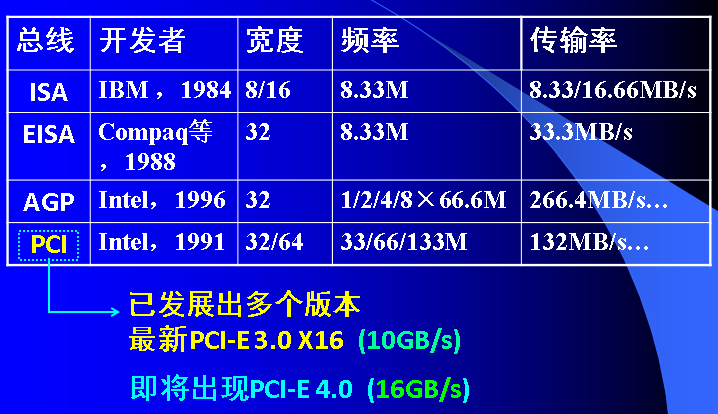 总线 开发者 宽度 频率 传输率
ISA IBM ，1984 8/16 8.33M 8.33/16.66MB/s
EISA Compaq等 32 8.33M 33.3MB/s
，1988
AGP Intel，1996 32 1/2/4/8×66.6M 266.4MB/s…
PCI Intel，1991 32/64 33/66/133M 132MB/s…
已发展出多个版本
最新PCI-E 3.0 X16 (10GB/s)
即将出现PCI-E 4.0 (16GB/s)